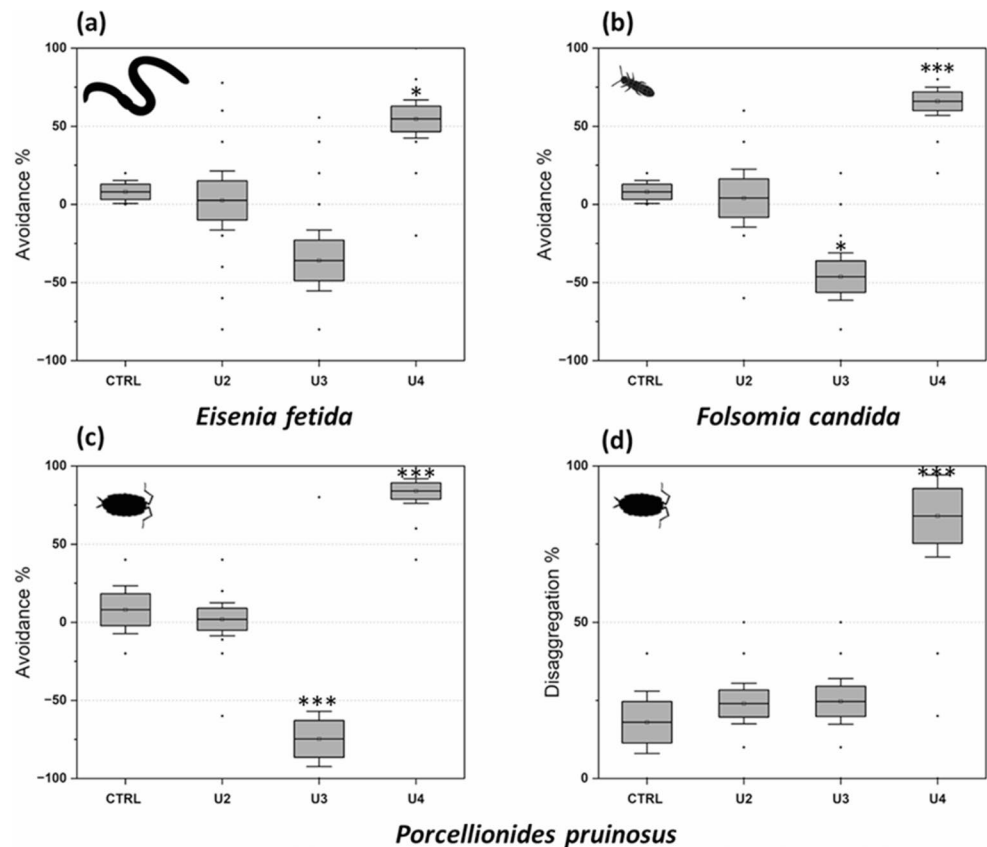 (a)
Avoidance %
100
50
0
−50
−100
*
CTRL U2 U3 U4
Eisenia fetida
(b)
Avoidance %
100
50
0
−50
−100
***
*
CTRL U2 U3 U4
Folsomia candida
(c)
Avoidance %
100
50
0
−50
−100
***
***
CTRL U2 U3 U4
(d)
Disaggregation %
100
50
0
***
CTRL U2 U3 U4
Porcellionides pruinosus